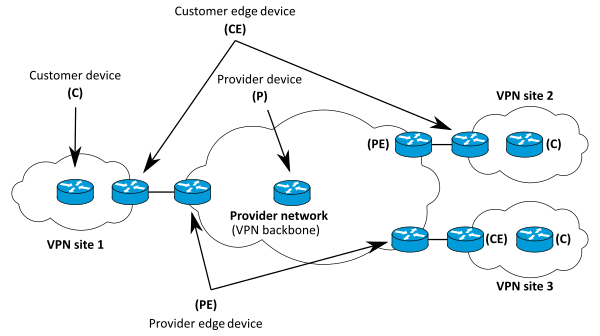 Customer edge device
(CE)
Customer device
(C)
Provider device
(P)
VPN site 2
(PE)
(C)
Provider network
(VPN backbone)
VPN site 1
(CE)
(C)
VPN site 3
(PE)
Provider edge device